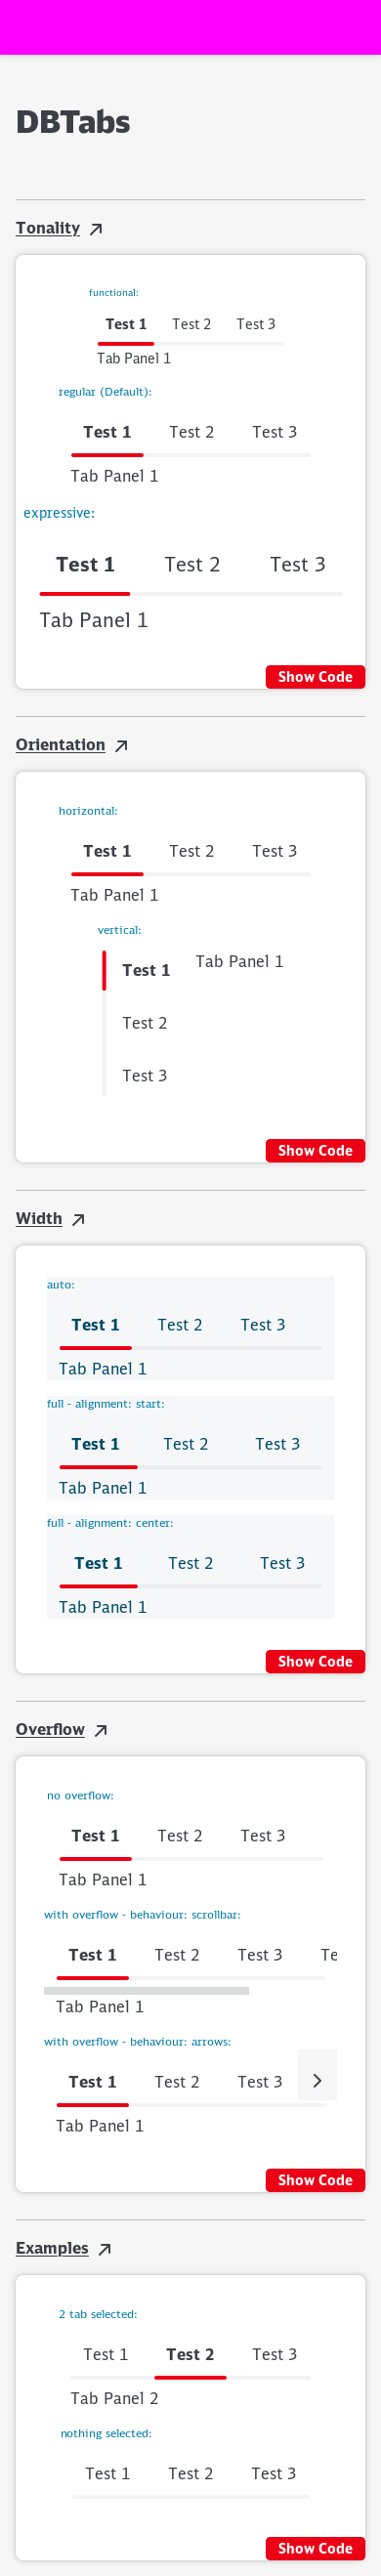 DBTabs
Tonality
functional:
Test 1 Test 2 Test 3
Tab Panel 1
regular (Default):
Test 1 Test 2 Test 3
Tab Panel 1
expressive:
Test 1 Test 2 Test 3
Tab Panel 1
Show Code
Orientation
horizontal:
Test 1 Test 2 Test 3
Tab Panel 1
vertical:
Test 1 Tab Panel 1
Test 2
Test 3
Show Code
Width
auto:
Test 1 Test 2 Test 3
Tab Panel 1
full - alignment: start:
Test 1 Test 2 Test 3
Tab Panel 1
full - alignment: center:
Test 1 Test 2 Test 3
Tab Panel 1
Show Code
Overflow
no overflow:
Test 1 Test 2 Test 3
Tab Panel 1
with overflow - behaviour: scrollbar:
Test 1 Test 2 Test 3 Te
Tab Panel 1
with overflow - behaviour: arrows:
Test 1 Test 2 Test 3
Tab Panel 1
Show Code
Examples
2 tab selected:
Test 1 Test 2 Test 3
Tab Panel 2
nothing selected:
Test 1 Test 2 Test 3
Show Code